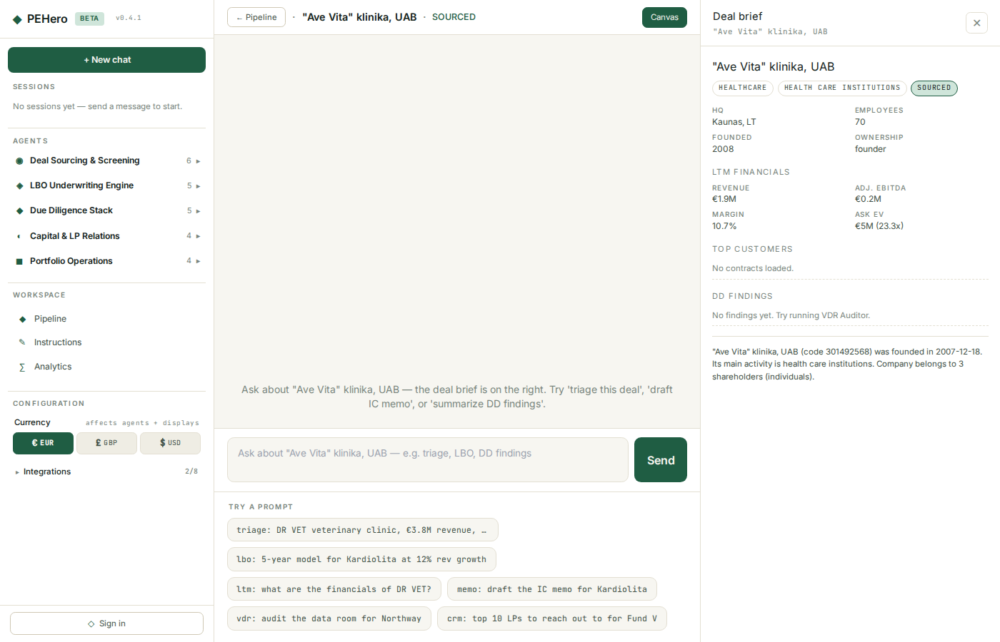 ◆ PEHero BETA v0.4.1
+ New chat
SESSIONS
No sessions yet — send a message to start.
AGENTS
◉ Deal Sourcing & Screening 6 ▸
◈ LBO Underwriting Engine 5 ▸
◆ Due Diligence Stack 5 ▸
Capital & LP Relations 4 ▸
■ Portfolio Operations 4 ▸
WORKSPACE
◆ Pipeline
✎ Instructions
∑ Analytics
CONFIGURATION
Currency affects agents + displays
€ EUR £ GBP $ USD
▸ Integrations 2/8
◇ Sign in
← Pipeline · "Ave Vita" klinika, UAB · SOURCED Canvas
Ask about "Ave Vita" klinika, UAB — the deal brief is on the right. Try 'triage this deal', 'draft
IC memo', or 'summarize DD findings'.
Ask about "Ave Vita" klinika, UAB — e.g. triage, LBO, DD findings
Send
TRY A PROMPT
triage: DR VET veterinary clinic, €3.8M revenue, …
lbo: 5-year model for Kardiolita at 12% rev growth
ltm: what are the financials of DR VET? memo: draft the IC memo for Kardiolita
vdr: audit the data room for Northway crm: top 10 LPs to reach out to for Fund V
Deal brief
"Ave Vita" klinika, UAB
✕
"Ave Vita" klinika, UAB
HEALTHCARE HEALTH CARE INSTITUTIONS SOURCED
HQ EMPLOYEES
Kaunas, LT 70
FOUNDED OWNERSHIP
2008 founder
LTM FINANCIALS
REVENUE ADJ. EBITDA
€1.9M €0.2M
MARGIN ASK EV
10.7% €5M (23.3x)
TOP CUSTOMERS
No contracts loaded.
DD FINDINGS
No findings yet. Try running VDR Auditor.
"Ave Vita" klinika, UAB (code 301492568) was founded in 2007-12-18.
Its main activity is health care institutions. Company belongs to 3
shareholders (individuals).